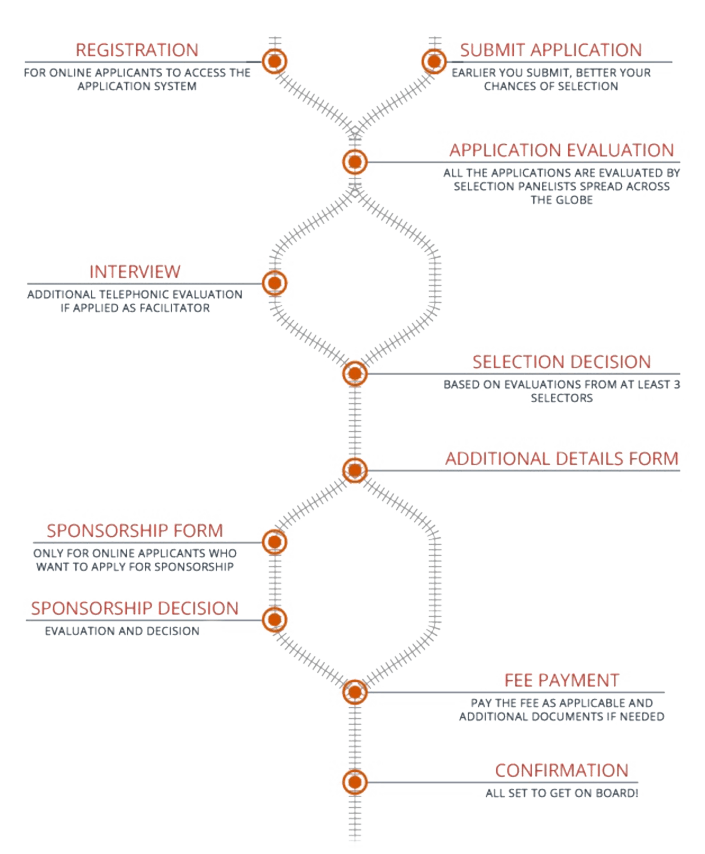 REGISTRATION
FOR ONLINE APPLICANTS TO ACCESS THE
APPLICATION SYSTEM
SUBMIT APPLICATION
EARLIER YOU SUBMIT, BETTER YOUR
CHANCES OF SELECTION
APPLICATION EVALUATION
ALL THE APPLICATIONS ARE EVALUATED BY
SELECTION PANELISTS SPREAD ACROSS
THE GLOBE
INTERVIEW
ADDITIONAL TELEPHONIC EVALUATION
IF APPLIED AS FACILITATOR
SELECTION DECISION
BASED ON EVALUATIONS FROM AT LEAST 3
SELECTORS
ADDITIONAL DETAILS FORM
SPONSORSHIP FORM
ONLY FOR ONLINE APPLICANTS WHO
WANT TO APPLY FOR SPONSORSHIP
SPONSORSHIP DECISION
EVALUATION AND DECISION
FEE PAYMENT
PAY THE FEE AS APPLICABLE AND
ADDITIONAL DOCUMENTS IF NEEDED
CONFIRMATION
ALL SET TO GET ON BOARD!